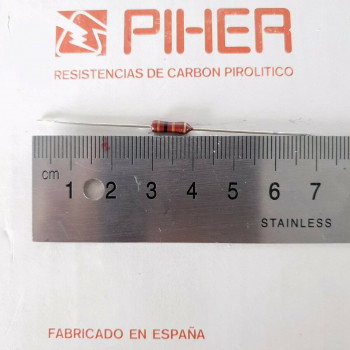 PIHER
RESISTENCIAS DE CARBON PIROLITICO
cm 1 2 3 4 5 6 7
STAINLESS
FABRICADO EN ESPAÑA